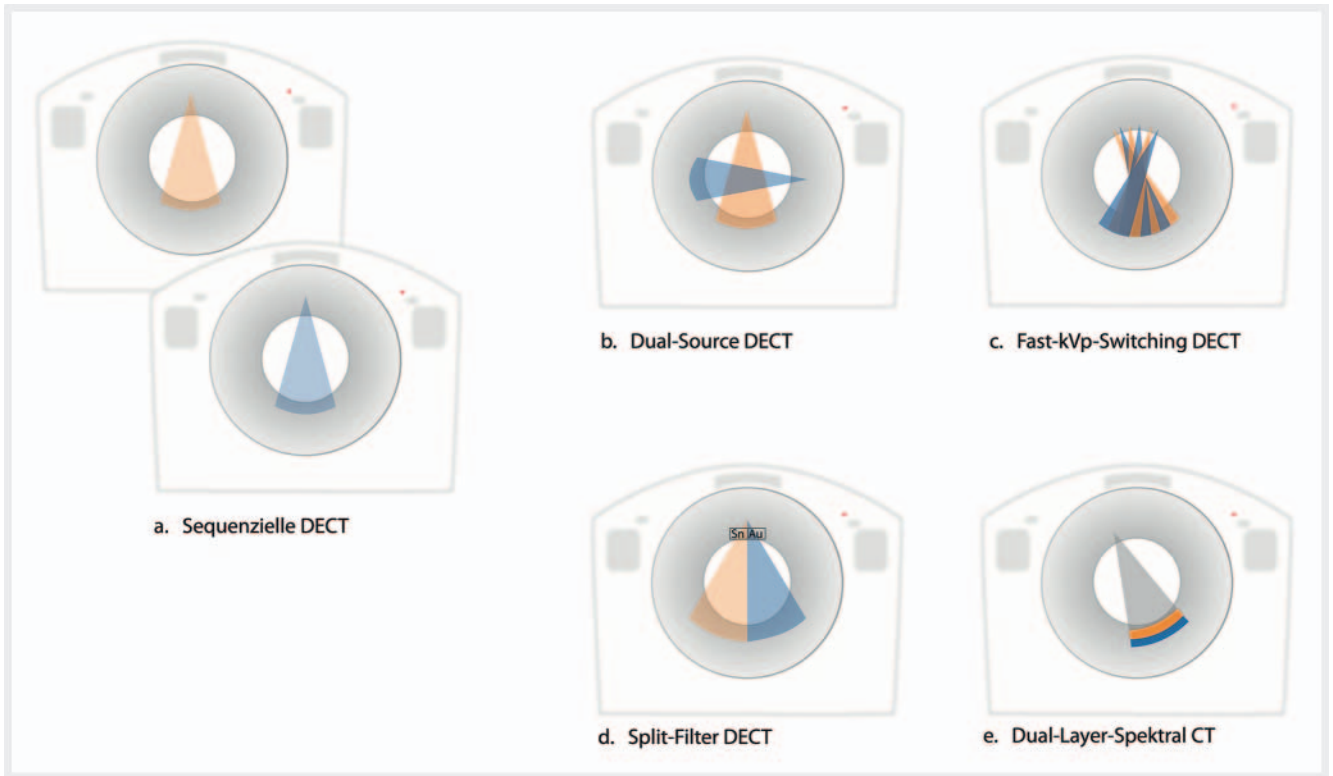 a. Sequenzielle DECT
b. Dual-Source DECT
c. Fast-kVp-Switching DECT
Sn Au
d. Split-Filter DECT
e. Dual-Layer-Spektral CT